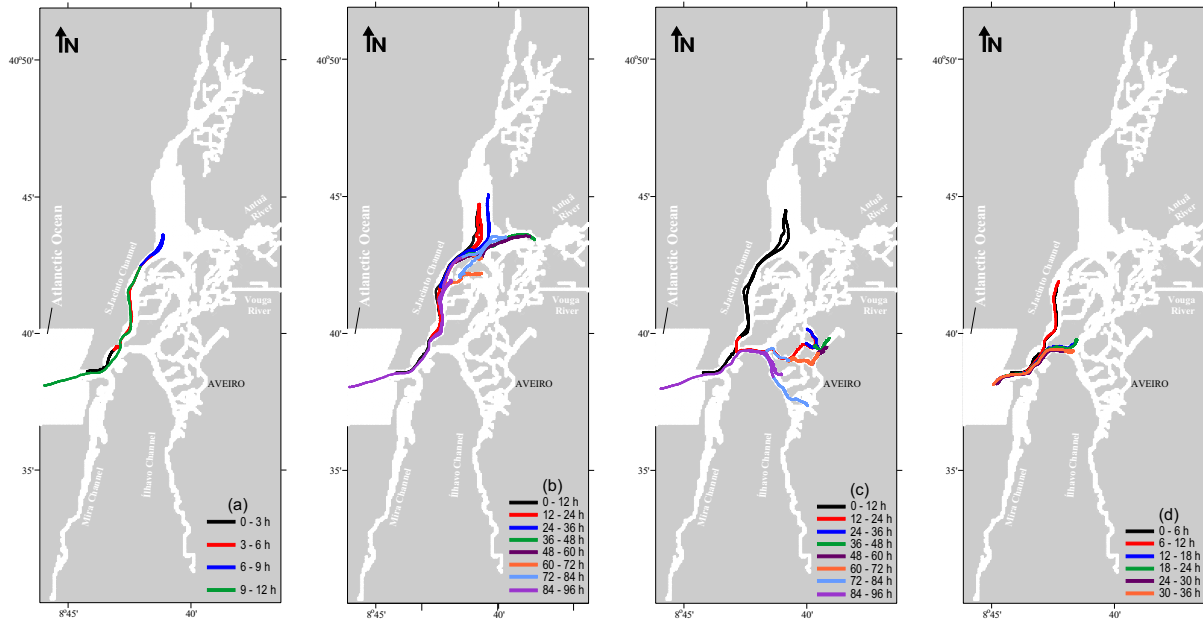 N
40°50'
45'
40'
35'
8°45'
40'
Atlanctic Ocean
S.Jacinto Channel
Antuã
River
Vouga
River
AVEIRO
Mira Channel
Ílhavo Channel
(a)
0 - 3 h
3 - 6 h
6 - 9 h
9 - 12 h
N
40°50'
45'
40'
35'
8°45'
40'
Atlanctic Ocean
S.Jacinto Channel
Antuã
River
Vouga
River
AVEIRO
Mira Channel
Ílhavo Channel
(b)
0 - 12 h
12 - 24 h
24 - 36 h
36 - 48 h
48 - 60 h
60 - 72 h
72 - 84 h
84 - 96 h
N
40°50'
45'
40'
35'
8°45'
40'
Atlanctic Ocean
S.Jacinto Channel
Antuã
River
Vouga
River
AVEIRO
Mira Channel
Ílhavo Channel
(c)
0 - 12 h
12 - 24 h
24 - 36 h
36 - 48 h
48 - 60 h
60 - 72 h
72 - 84 h
84 - 96 h
N
40°50'
45'
40'
35'
8°45'
40'
Atlanctic Ocean
S.Jacinto Channel
Antuã
River
Vouga
River
AVEIRO
Mira Channel
Ílhavo Channel
(d)
0 - 6 h
6 - 12 h
12 - 18 h
18 - 24 h
24 - 30 h
30 - 36 h